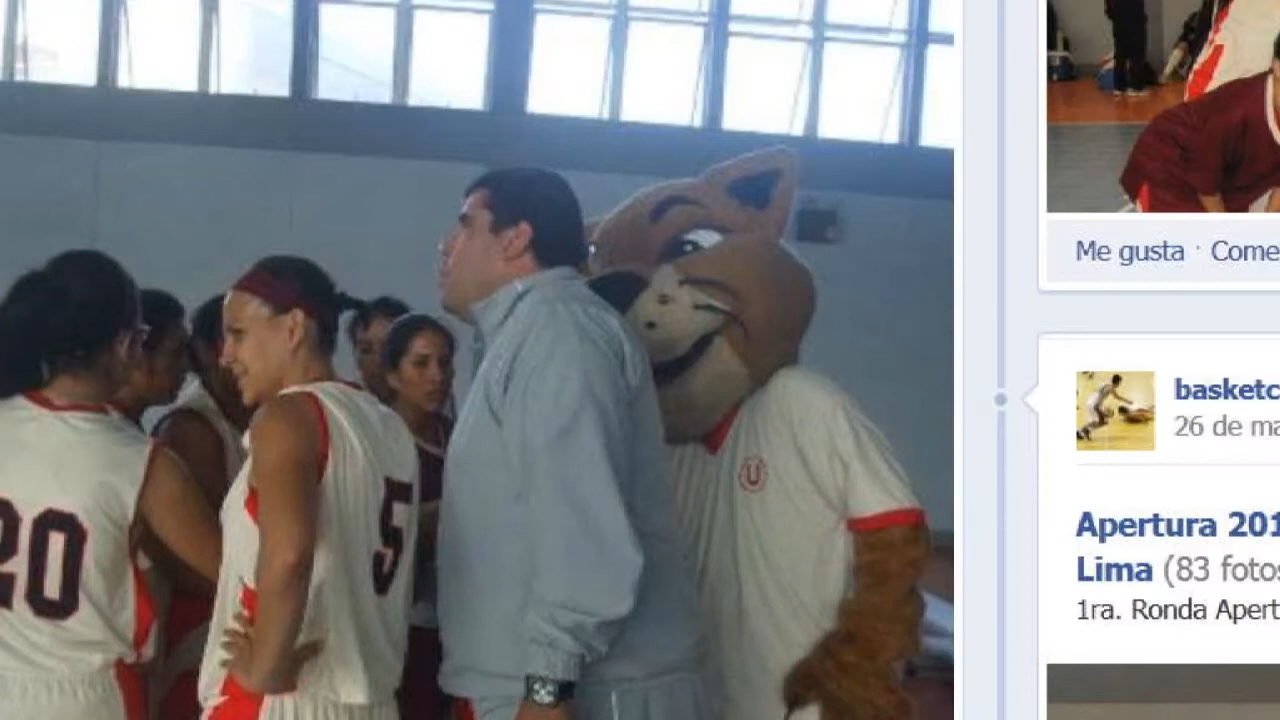 20
5
U
Me gusta · Come
basketc
26 de ma
Apertura 201
Lima (83 fotos
1ra. Ronda Apert